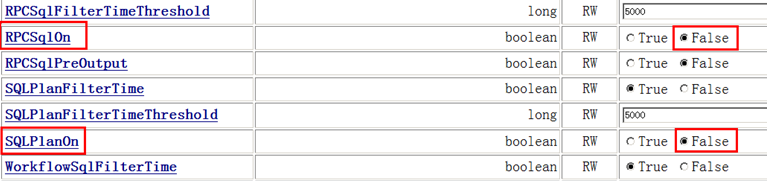 RPCSqlFilterTimeThreshold long RW 5000
RPCSqlOn boolean RW True False
RPCSqlPreOutput boolean RW True False
SQLPlanFilterTime boolean RW True False
SQLPlanFilterTimeThreshold long RW 5000
SQLPlanOn boolean RW True False
WorkflowSqlFilterTime boolean RW True False